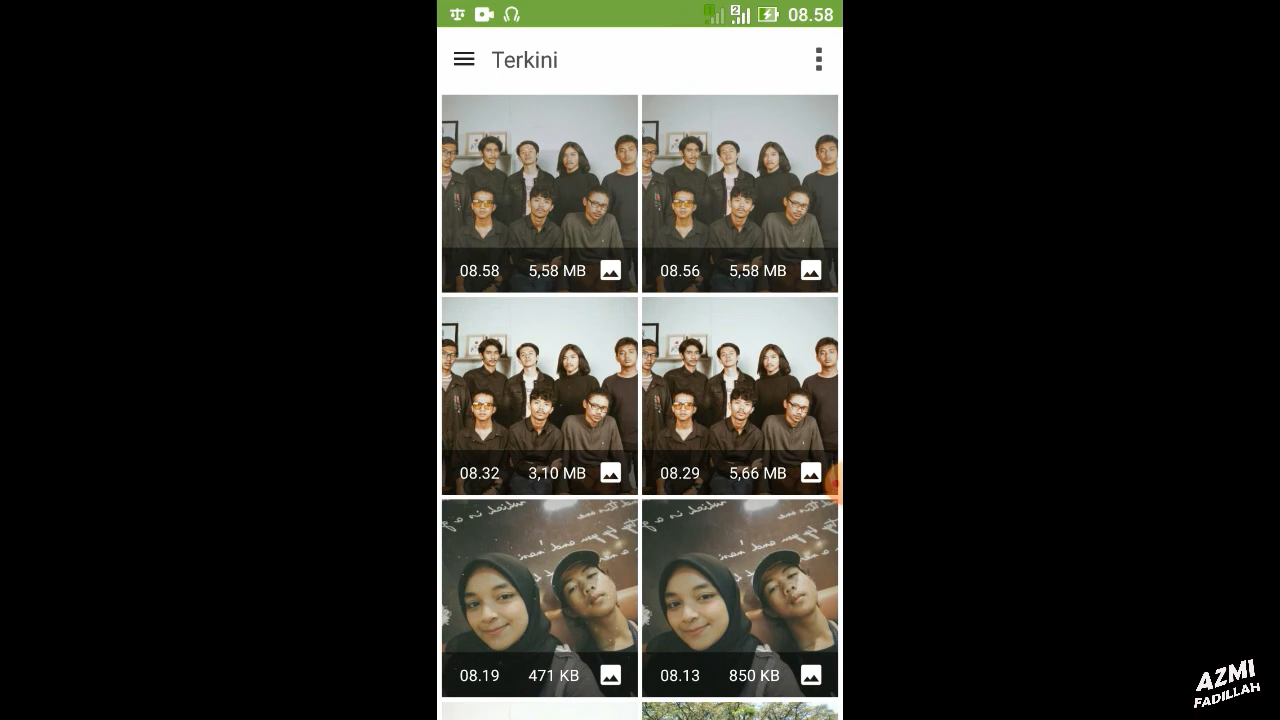 08.58
Terkini
08.58 5,58 MB
08.56 5,58 MB
08.32 3,10 MB
08.29 5,66 MB
08.19 471 KB
08.13 850 KB
AZMI
FADILLAH